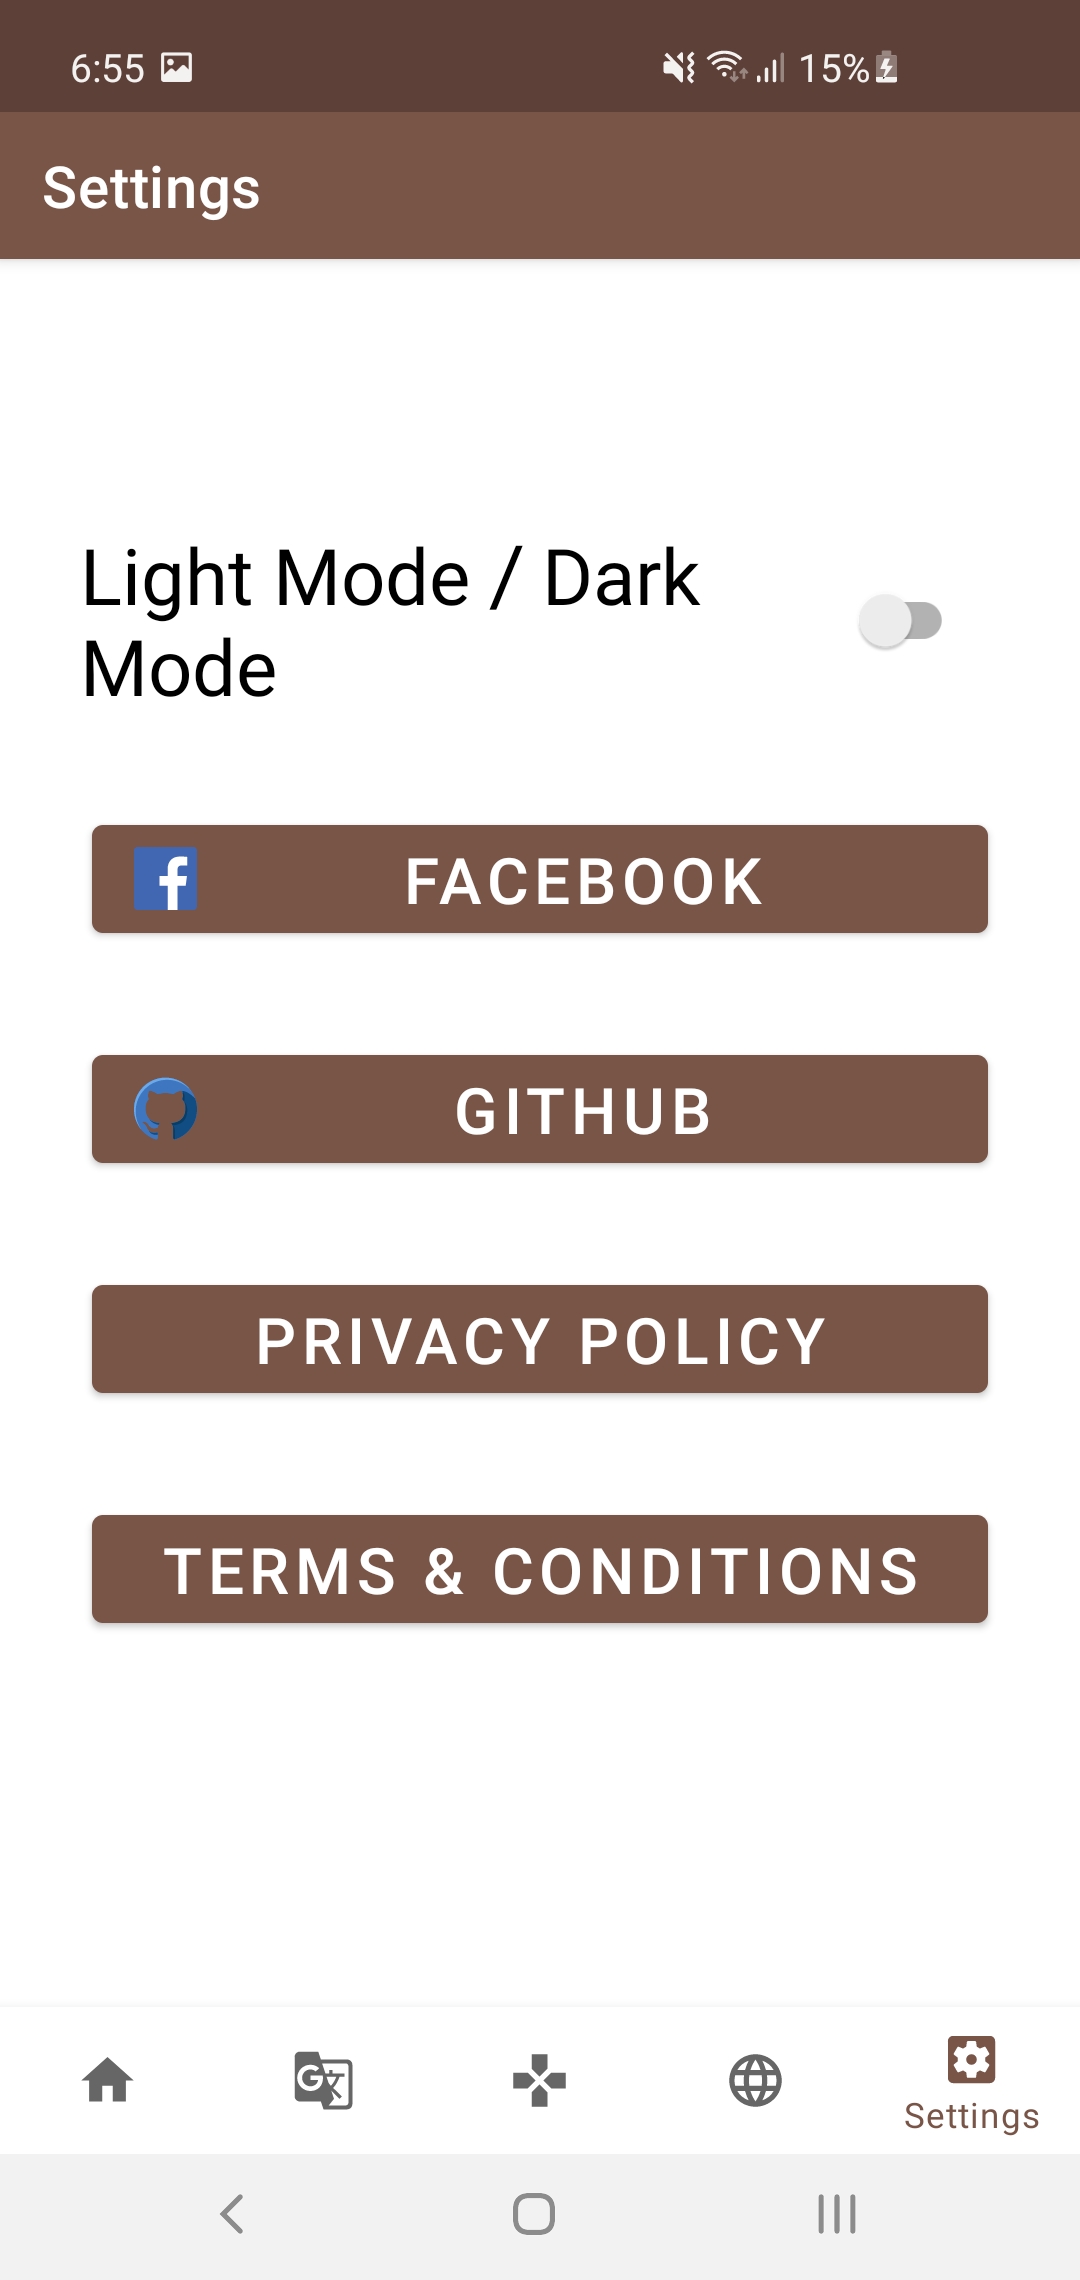 6:55 15%
Settings
Light Mode / Dark
Mode
FACEBOOK
GITHUB
PRIVACY POLICY
TERMS & CONDITIONS
Settings